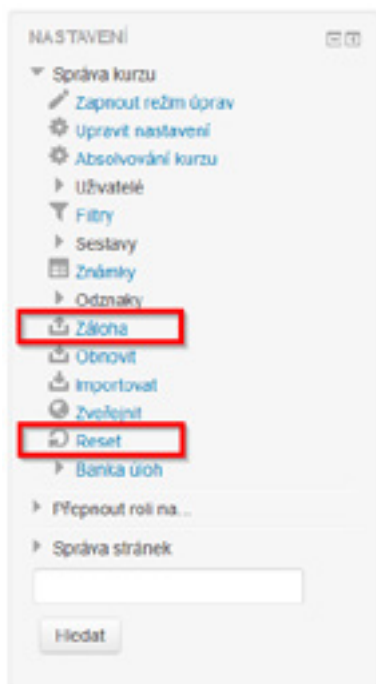 NASTAVENÍ
Správa kurzu
Zapnout režim úprav
Upravit nastavení
Absolvování kurzu
Uživatelé
Filtry
Sestavy
Známky
Odznaky
Záloha
Obnovit
Importovat
Zveřejnit
Reset
Banka úloh
Přepnout roli na...
Správa stránek
Hledat